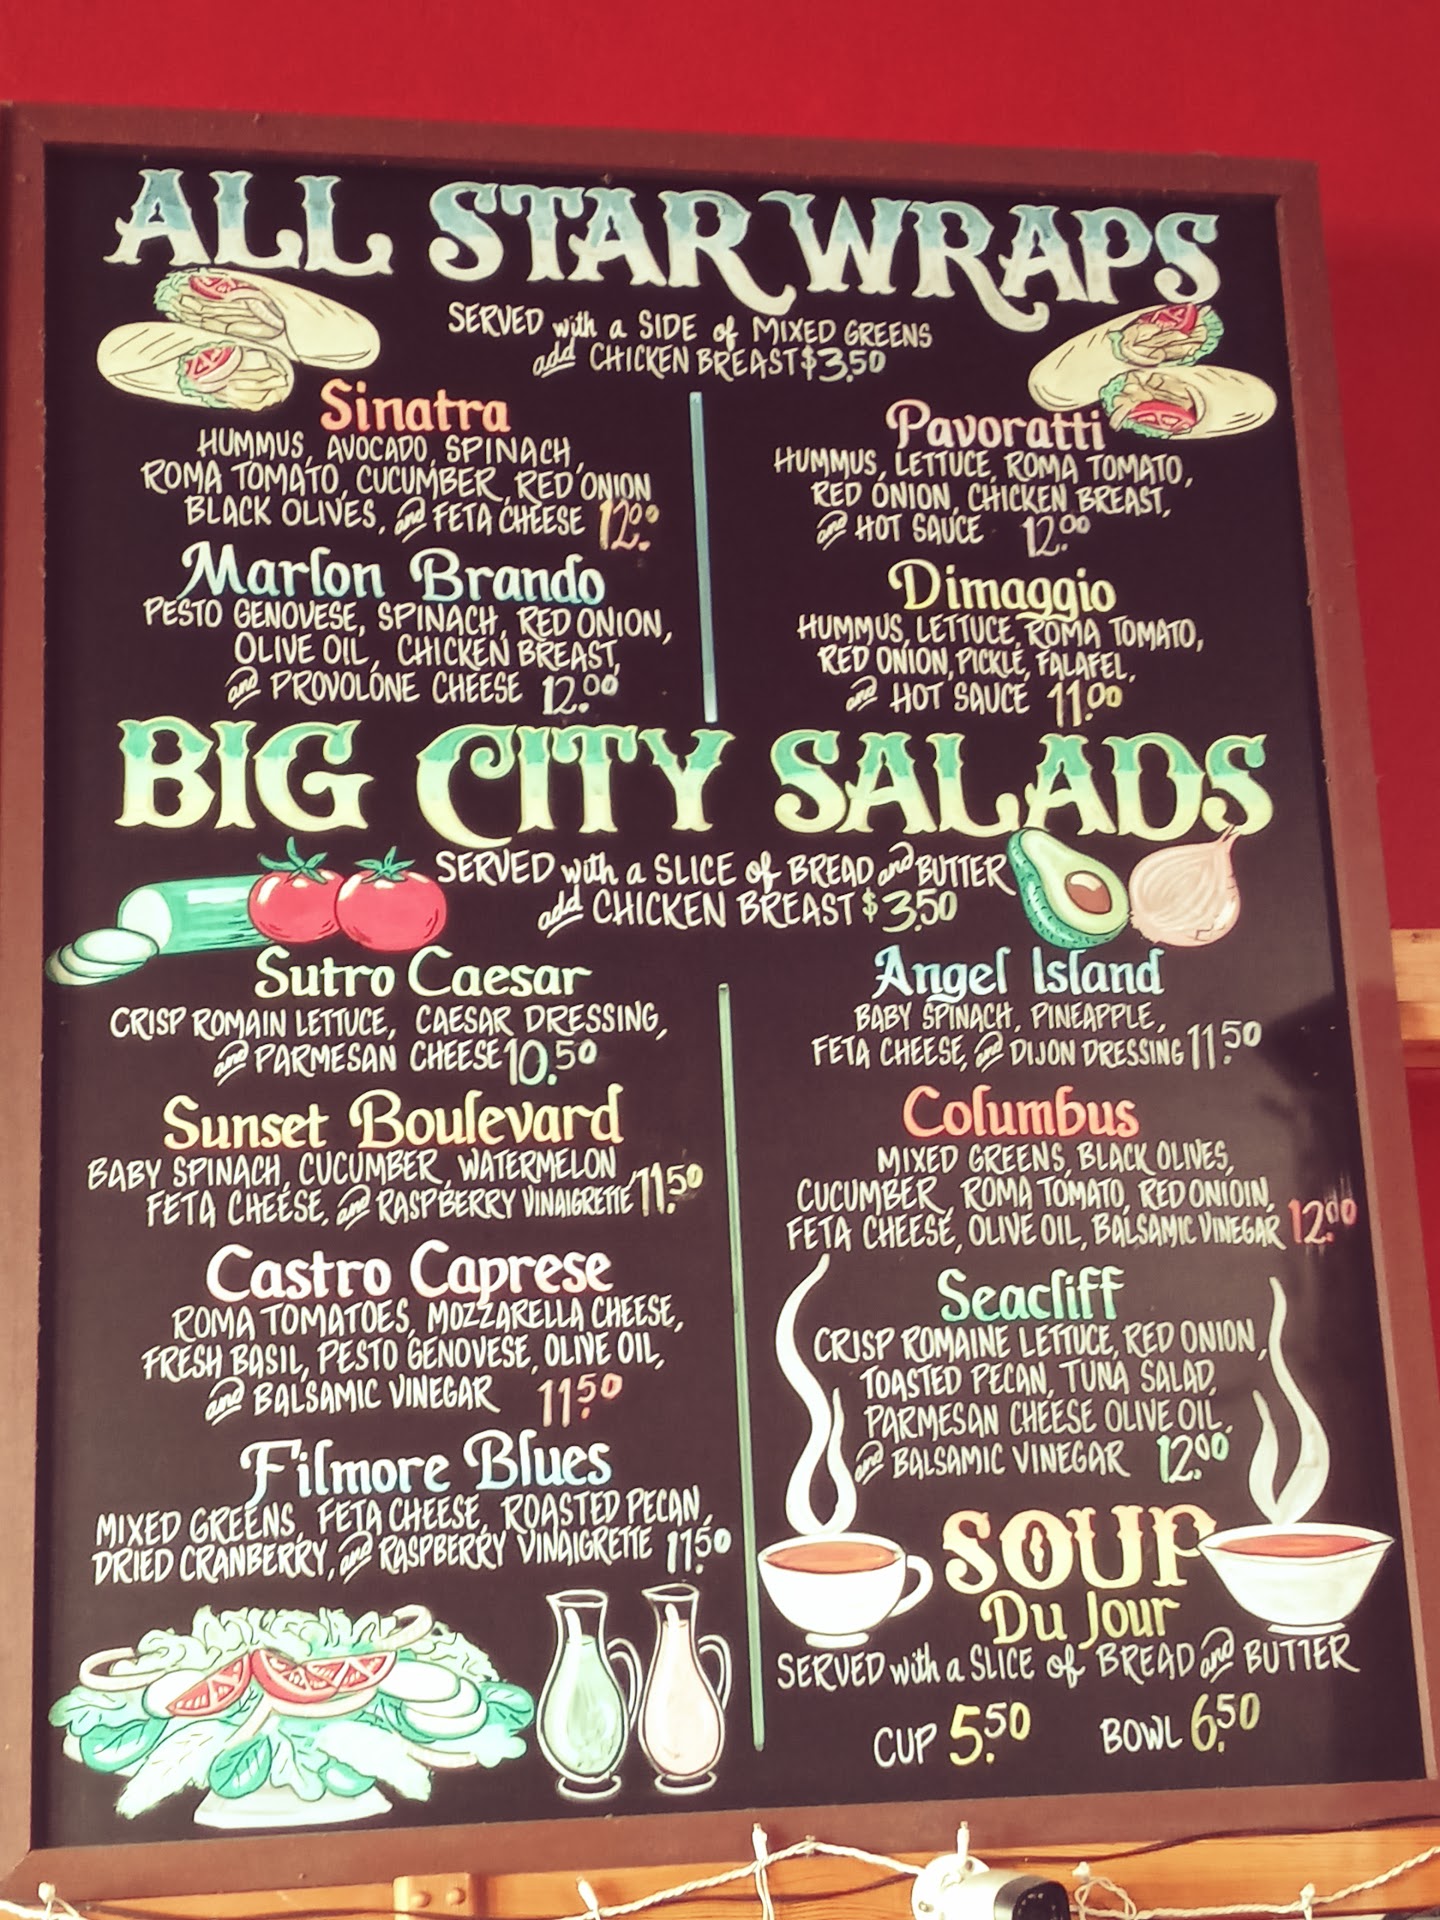 ALL STAR WRAPS
SERVED with a SIDE of MIXED GREENS
add CHICKEN BREAST $3.50
Sinatra
HUMMUS, AVOCADO, SPINACH,
ROMA TOMATO, CUCUMBER, RED ONION
BLACK OLIVES, and FETA CHEESE 12.00
Marlon Brando
PESTO GENOVESE, SPINACH, RED ONION,
OLIVE OIL, CHICKEN BREAST,
and PROVOLONE CHEESE 12.00
Pavoratti
HUMMUS, LETTUCE, ROMA TOMATO,
RED ONION, CHICKEN BREAST,
and HOT SAUCE 12.00
Dimaggio
HUMMUS, LETTUCE, ROMA TOMATO,
RED ONION, PICKLE, FALAFEL,
and HOT SAUCE 11.00
BIG CITY SALADS
SERVED with a SLICE of BREAD and BUTTER
add CHICKEN BREAST $3.50
Sutro Caesar
CRISP ROMAIN LETTUCE, CAESAR DRESSING,
and PARMESAN CHEESE 10.50
Sunset Boulevard
BABY SPINACH, CUCUMBER, WATERMELON,
FETA CHEESE, and RASPBERRY VINAIGRETTE 11.50
Castro Caprese
ROMA TOMATOES, MOZZARELLA CHEESE,
FRESH BASIL, PESTO GENOVESE, OLIVE OIL,
and BALSAMIC VINEGAR 11.50
Filmore Blues
MIXED GREENS, FETA CHEESE, ROASTED PECAN,
DRIED CRANBERRY, and RASPBERRY VINAIGRETTE 11.50
Angel Island
BABY SPINACH, PINEAPPLE,
FETA CHEESE, and DIJON DRESSING 11.50
Columbus
MIXED GREENS, BLACK OLIVES,
CUCUMBER, ROMA TOMATO, RED ONIOIN,
FETA CHEESE, OLIVE OIL, BALSAMIC VINEGAR 12.00
Seacliff
CRISP ROMAINE LETTUCE, RED ONION,
TOASTED PECAN, TUNA SALAD,
PARMESAN CHEESE OLIVE OIL,
and BALSAMIC VINEGAR 12.00
SOUP
Du Jour
SERVED with a SLICE of BREAD and BUTTER
CUP 5.50 BOWL 6.50